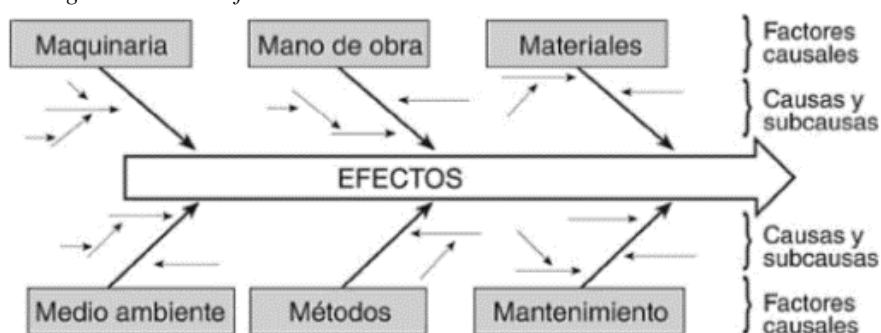 Maquinaria
Mano de obra
Materiales
Factores
causales
Causas y
subcausas
EFECTOS
Causas y
subcausas
Medio ambiente
Métodos
Mantenimiento
Factores
causales